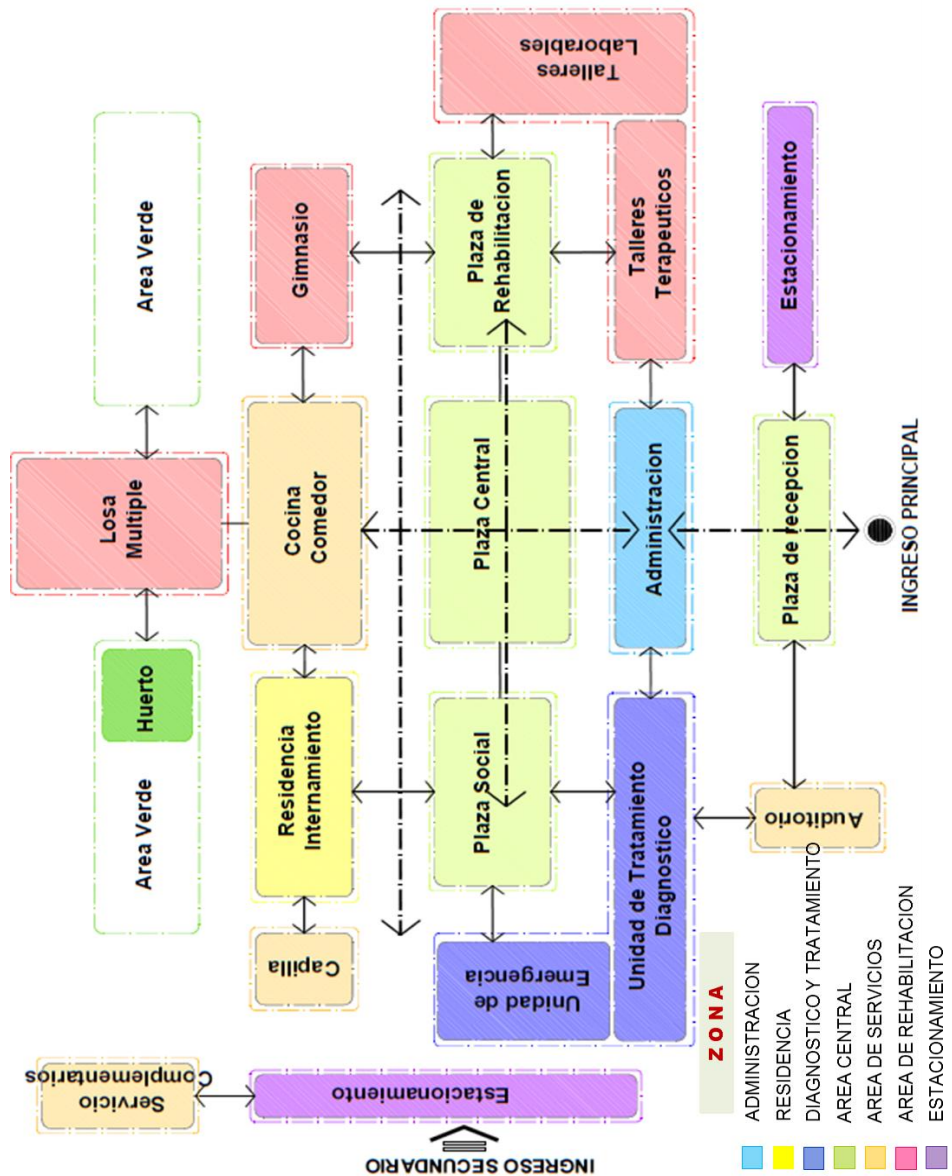 Area Verde
Huerto
Losa
Multiple
Area Verde
Servicio
Complementarios
Capilla
Residencia
Internamiento
Cocina
Comedor
Gimnasio
Estacionamiento
INGRESO SECUNDARIO
Unidad de
Emergencia
Plaza Social
Plaza Central
Plaza de
Rehabilitacion
Talleres
Laborables
Unidad de Tratamiento
Diagnostico
Administracion
Talleres
Terapeuticos
Auditorio
Plaza de recepcion
Estacionamiento
INGRESO PRINCIPAL
ZONA
ADMINISTRACION
RESIDENCIA
DIAGNOSTICO Y TRATAMIENTO
AREA CENTRAL
AREA DE SERVICIOS
AREA DE REHABILITACION
ESTACIONAMIENTO